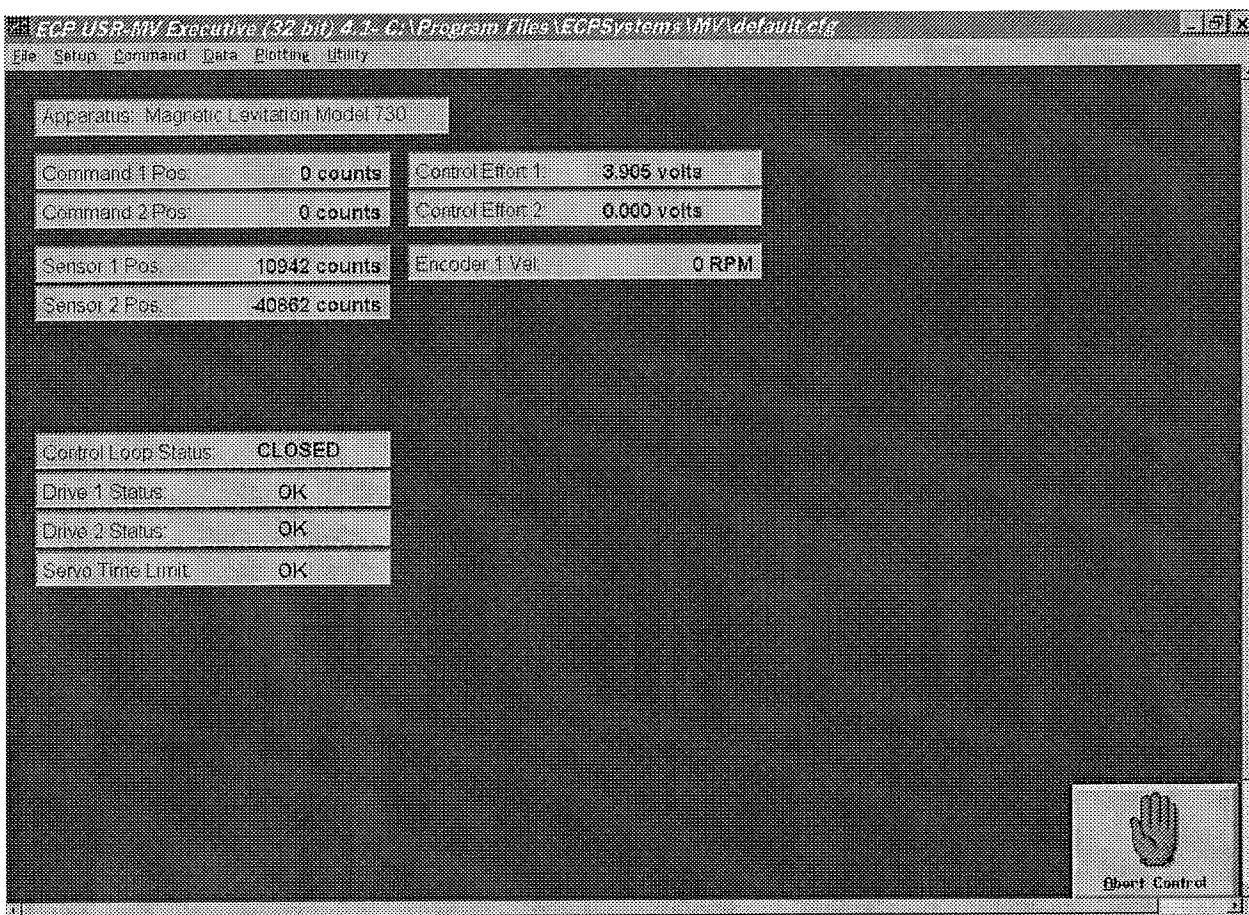 ECP USR-MV Executive (32 bit) 4.1- C:\Program Files\ECPSystems\MV\default.cfg
File Setup Command Data Plotting Utility
Apparatus: Magnetic Levitation Model 730
Command 1 Pos: 0 counts Control Effort 1: 3.905 volts
Command 2 Pos: 0 counts Control Effort 2: 0.000 volts
Sensor 1 Pos: 10942 counts Encoder 1 Vel: 0 RPM
Sensor 2 Pos: -40862 counts
Control Loop Status: CLOSED
Drive 1 Status: OK
Drive 2 Status: OK
Servo Time Limit: OK
Abort Control